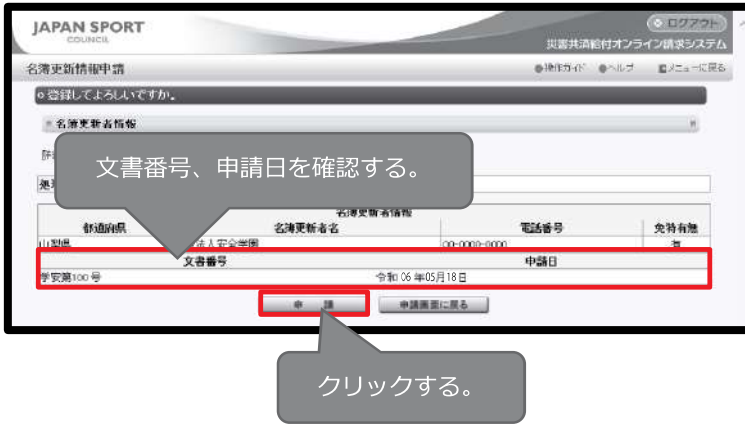 JAPAN SPORT
COUNCIL
ログアウト
災害共済給付オンライン請求システム
名簿更新情報申請
操作ガイド ヘルプ メニューに戻る
登録してよろしいですか。
名簿更新者情報
文書番号、申請日を確認する。
名簿更新者情報
都道府県 名簿更新者名 電話番号 免特有無
山梨県 法人安全学園 00-0000-0000 有
文書番号 申請日
学安第100号 令和 06 年05月18日
申 請 申請画面に戻る
クリックする。